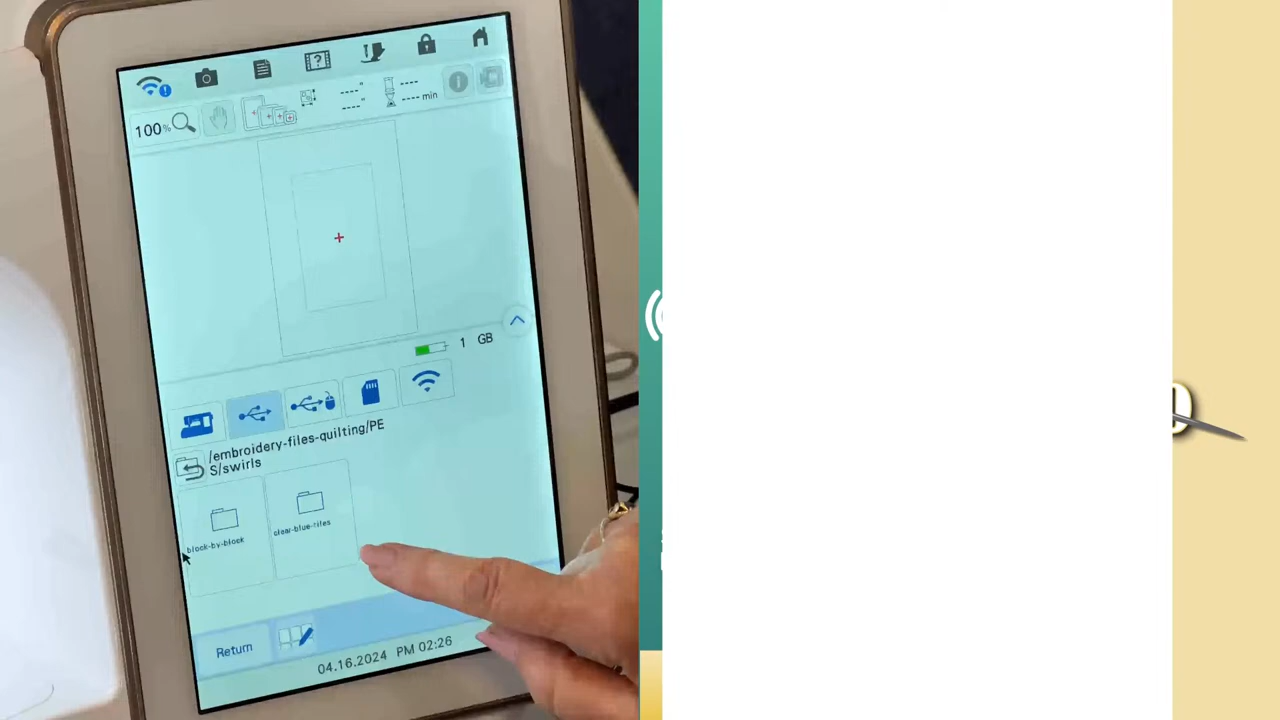 100%
----" ---- 
----" ---- min
1 GB
/embroidery-files-quilting/PE
S/swirls
block-by-block
clear-blue-tiles
Return
04.16.2024 PM 02:26